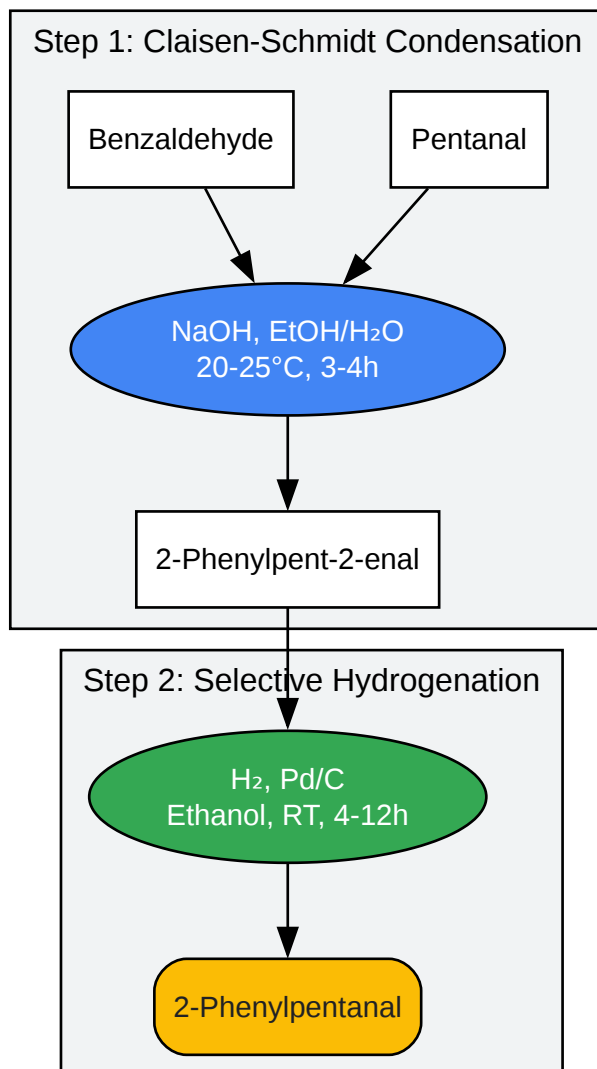 Step 1: Claisen-Schmidt Condensation
Benzaldehyde
Pentanal
NaOH, EtOH/H₂O
20-25°C, 3-4h
2-Phenylpent-2-enal
Step 2: Selective Hydrogenation
H₂, Pd/C
Ethanol, RT, 4-12h
2-Phenylpentanal